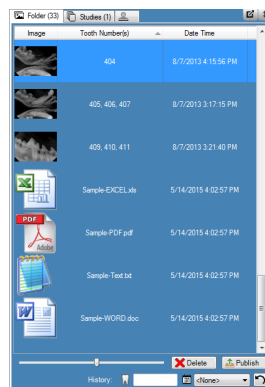 Folder (33) Studies (1)
Image Tooth Number(s) Date Time
404 8/7/2013 4:15:56 PM
405, 406, 407 8/7/2013 3:17:15 PM
409, 410, 411 8/7/2013 3:21:40 PM
Sample-EXCEL.xls 5/14/2015 4:02:57 PM
PDF
Adobe
Sample-PDF.pdf 5/14/2015 4:02:57 PM
Sample-Text.txt 5/14/2015 4:02:57 PM
W
Sample-WORD.doc 5/14/2015 4:02:57 PM
Delete Publish
History: <None>